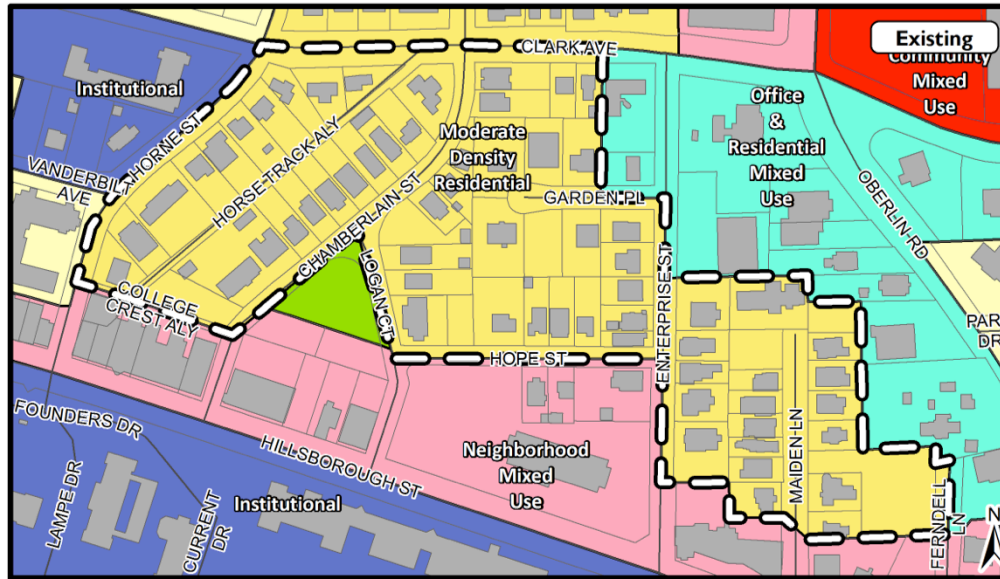 CLARK AVE
Existing
Community
Mixed
Use
Institutional
HORNE ST
Office
&
Residential
Mixed
Use
HORSE TRACK ALY
Moderate
Density
Residential
VANDERBILT
AVE
CHAMBERLAIN ST
GARDEN PL
OBERLIN RD
LOGAN CT
ENTERPRISE ST
COLLEGE
CREST ALY
PAR
DR
HOPE ST
FOUNDERS DR
HILLSBOROUGH ST
Neighborhood
Mixed
Use
MAIDEN LN
LAMPE DR
CURRENT
DR
Institutional
FERNDELL
LN
N